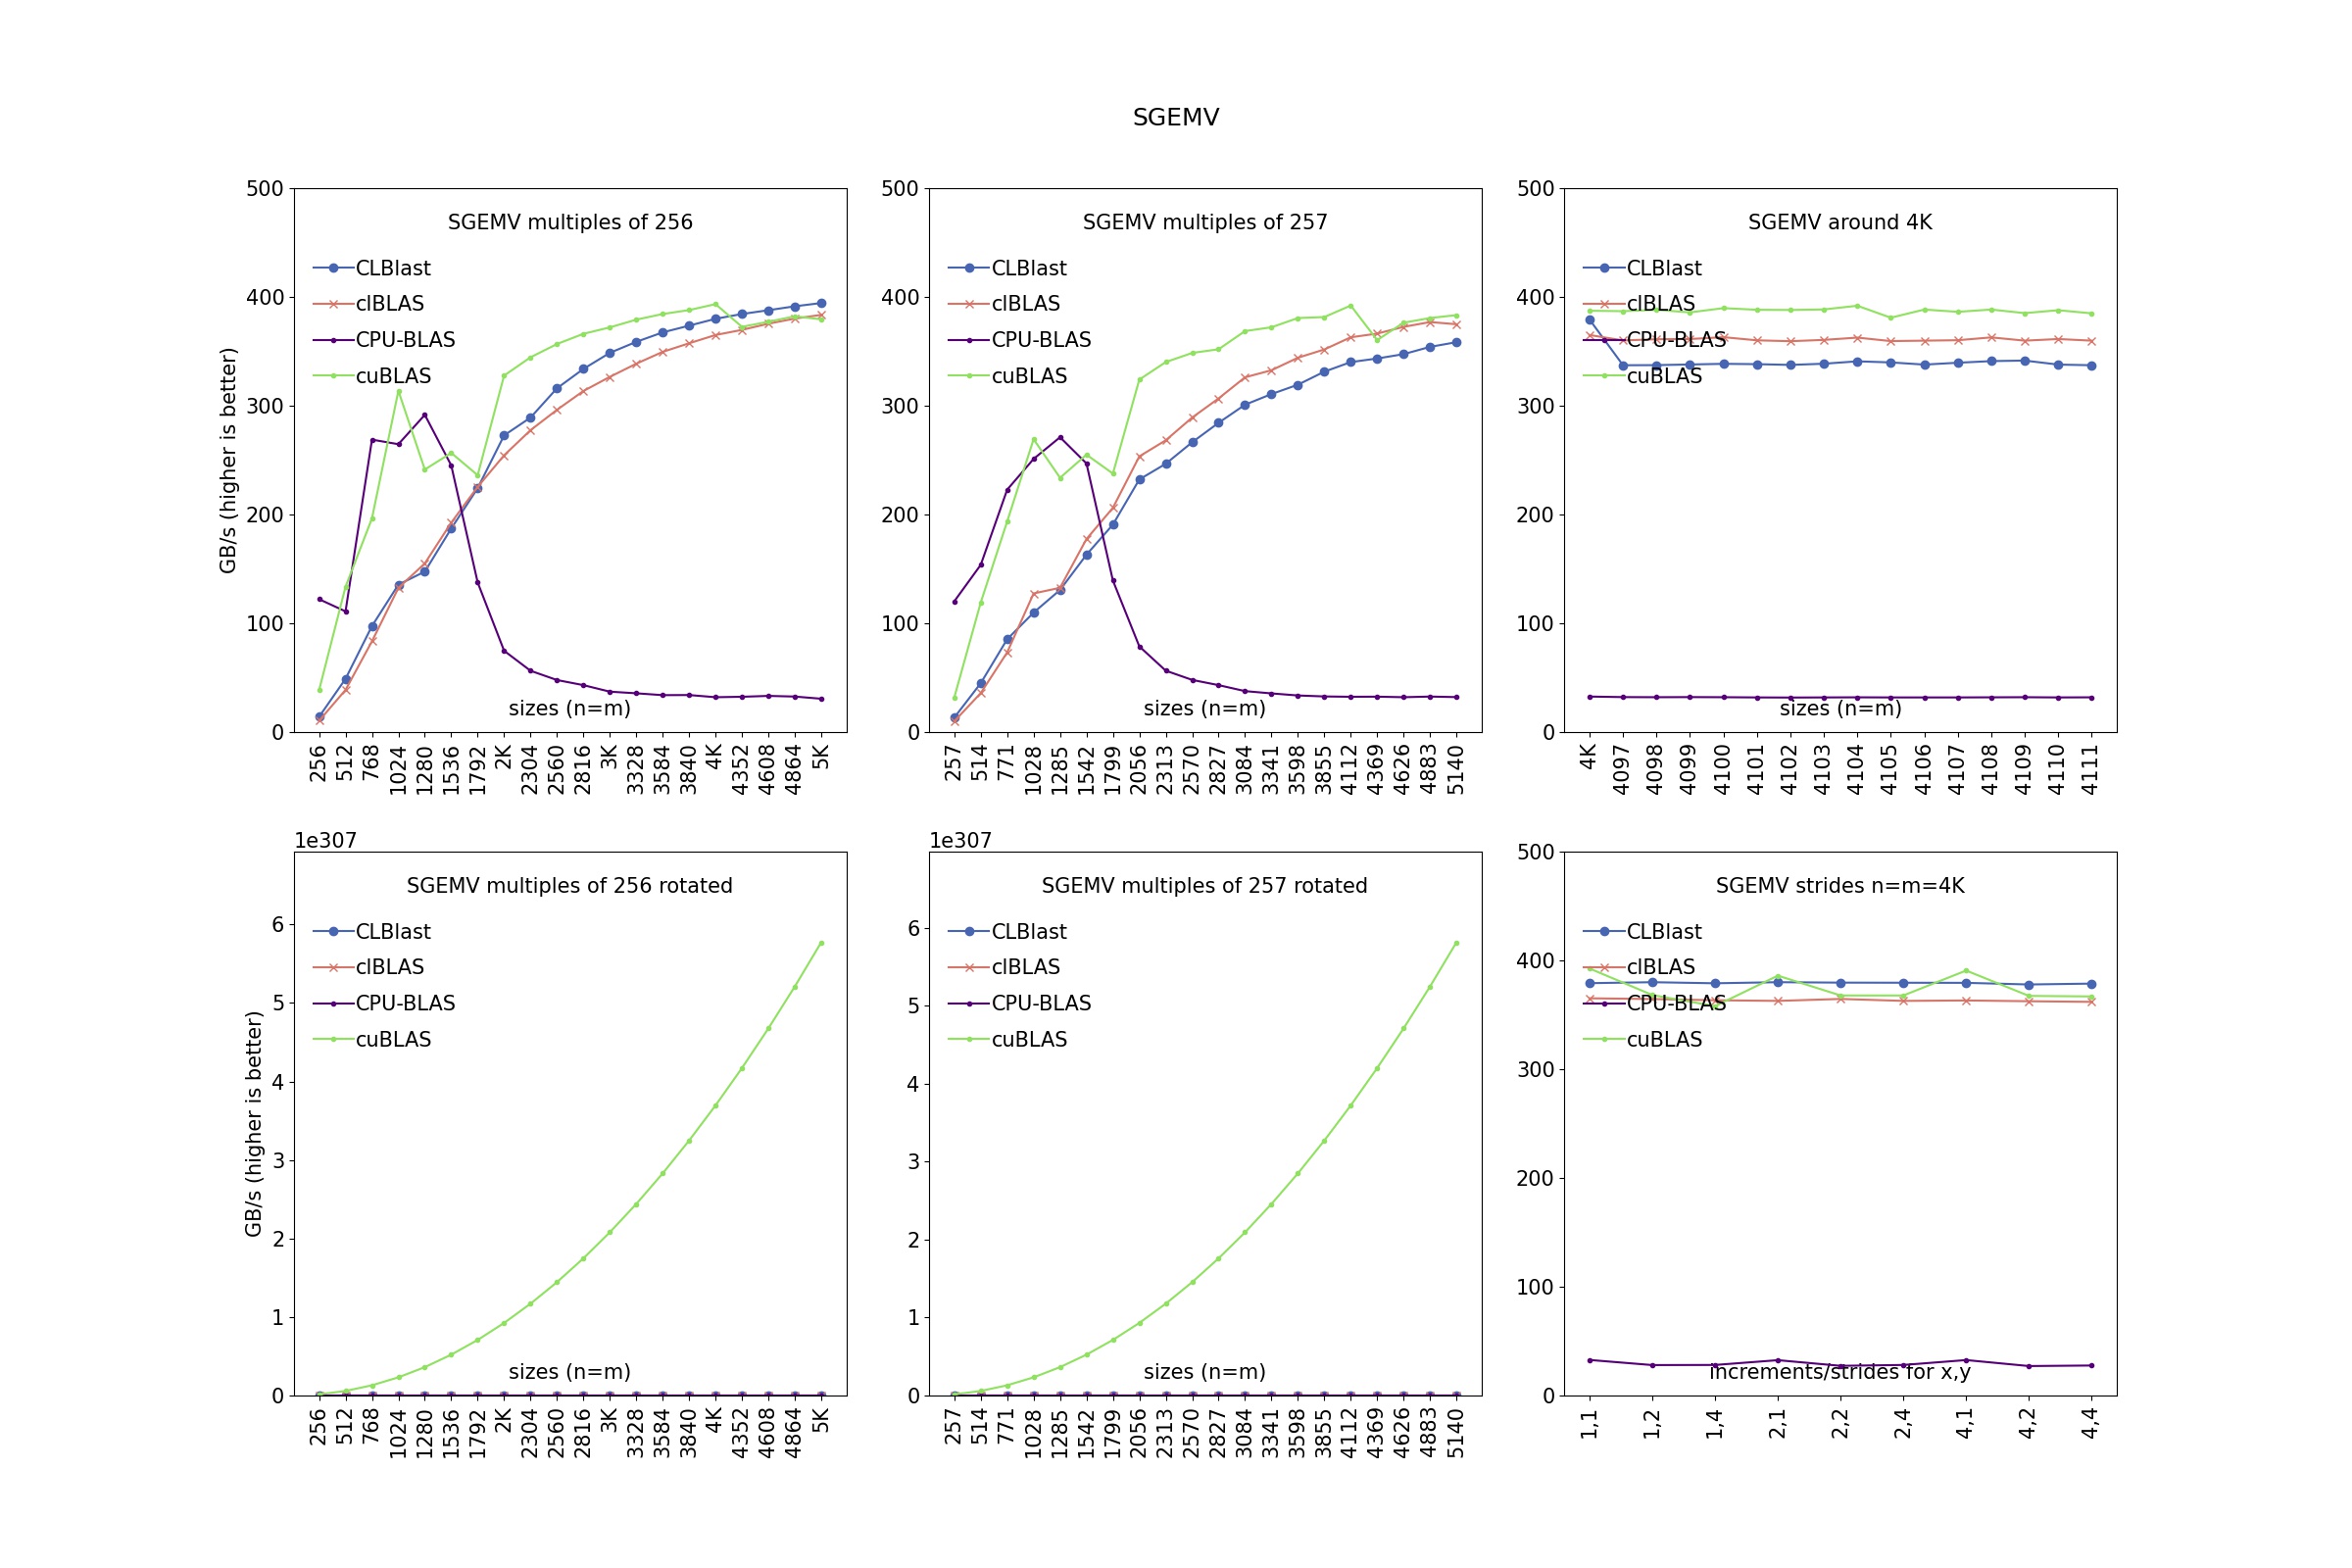 SGEMV
SGEMV multiples of 256
CLBlast
clBLAS
CPU-BLAS
cuBLAS
GB/s (higher is better)
500
400
300
200
100
0
sizes (n=m)
256 512 768 1024 1280 1536 1792 2K 2304 2560 2816 3K 3328 3584 3840 4K 4352 4608 4864 5K
SGEMV multiples of 257
CLBlast
clBLAS
CPU-BLAS
cuBLAS
500
400
300
200
100
0
sizes (n=m)
257 514 771 1028 1285 1542 1799 2056 2313 2570 2827 3084 3341 3598 3855 4112 4369 4626 4883 5140
SGEMV around 4K
CLBlast
clBLAS
CPU-BLAS
cuBLAS
500
400
300
200
100
0
sizes (n=m)
4K 4097 4098 4099 4100 4101 4102 4103 4104 4105 4106 4107 4108 4109 4110 4111
1e307
SGEMV multiples of 256 rotated
CLBlast
clBLAS
CPU-BLAS
cuBLAS
GB/s (higher is better)
6
5
4
3
2
1
0
sizes (n=m)
256 512 768 1024 1280 1536 1792 2K 2304 2560 2816 3K 3328 3584 3840 4K 4352 4608 4864 5K
1e307
SGEMV multiples of 257 rotated
CLBlast
clBLAS
CPU-BLAS
cuBLAS
6
5
4
3
2
1
0
sizes (n=m)
257 514 771 1028 1285 1542 1799 2056 2313 2570 2827 3084 3341 3598 3855 4112 4369 4626 4883 5140
SGEMV strides n=m=4K
CLBlast
clBLAS
CPU-BLAS
cuBLAS
500
400
300
200
100
0
increments/strides for x,y
1,1 1,2 1,4 2,1 2,2 2,4 4,1 4,2 4,4